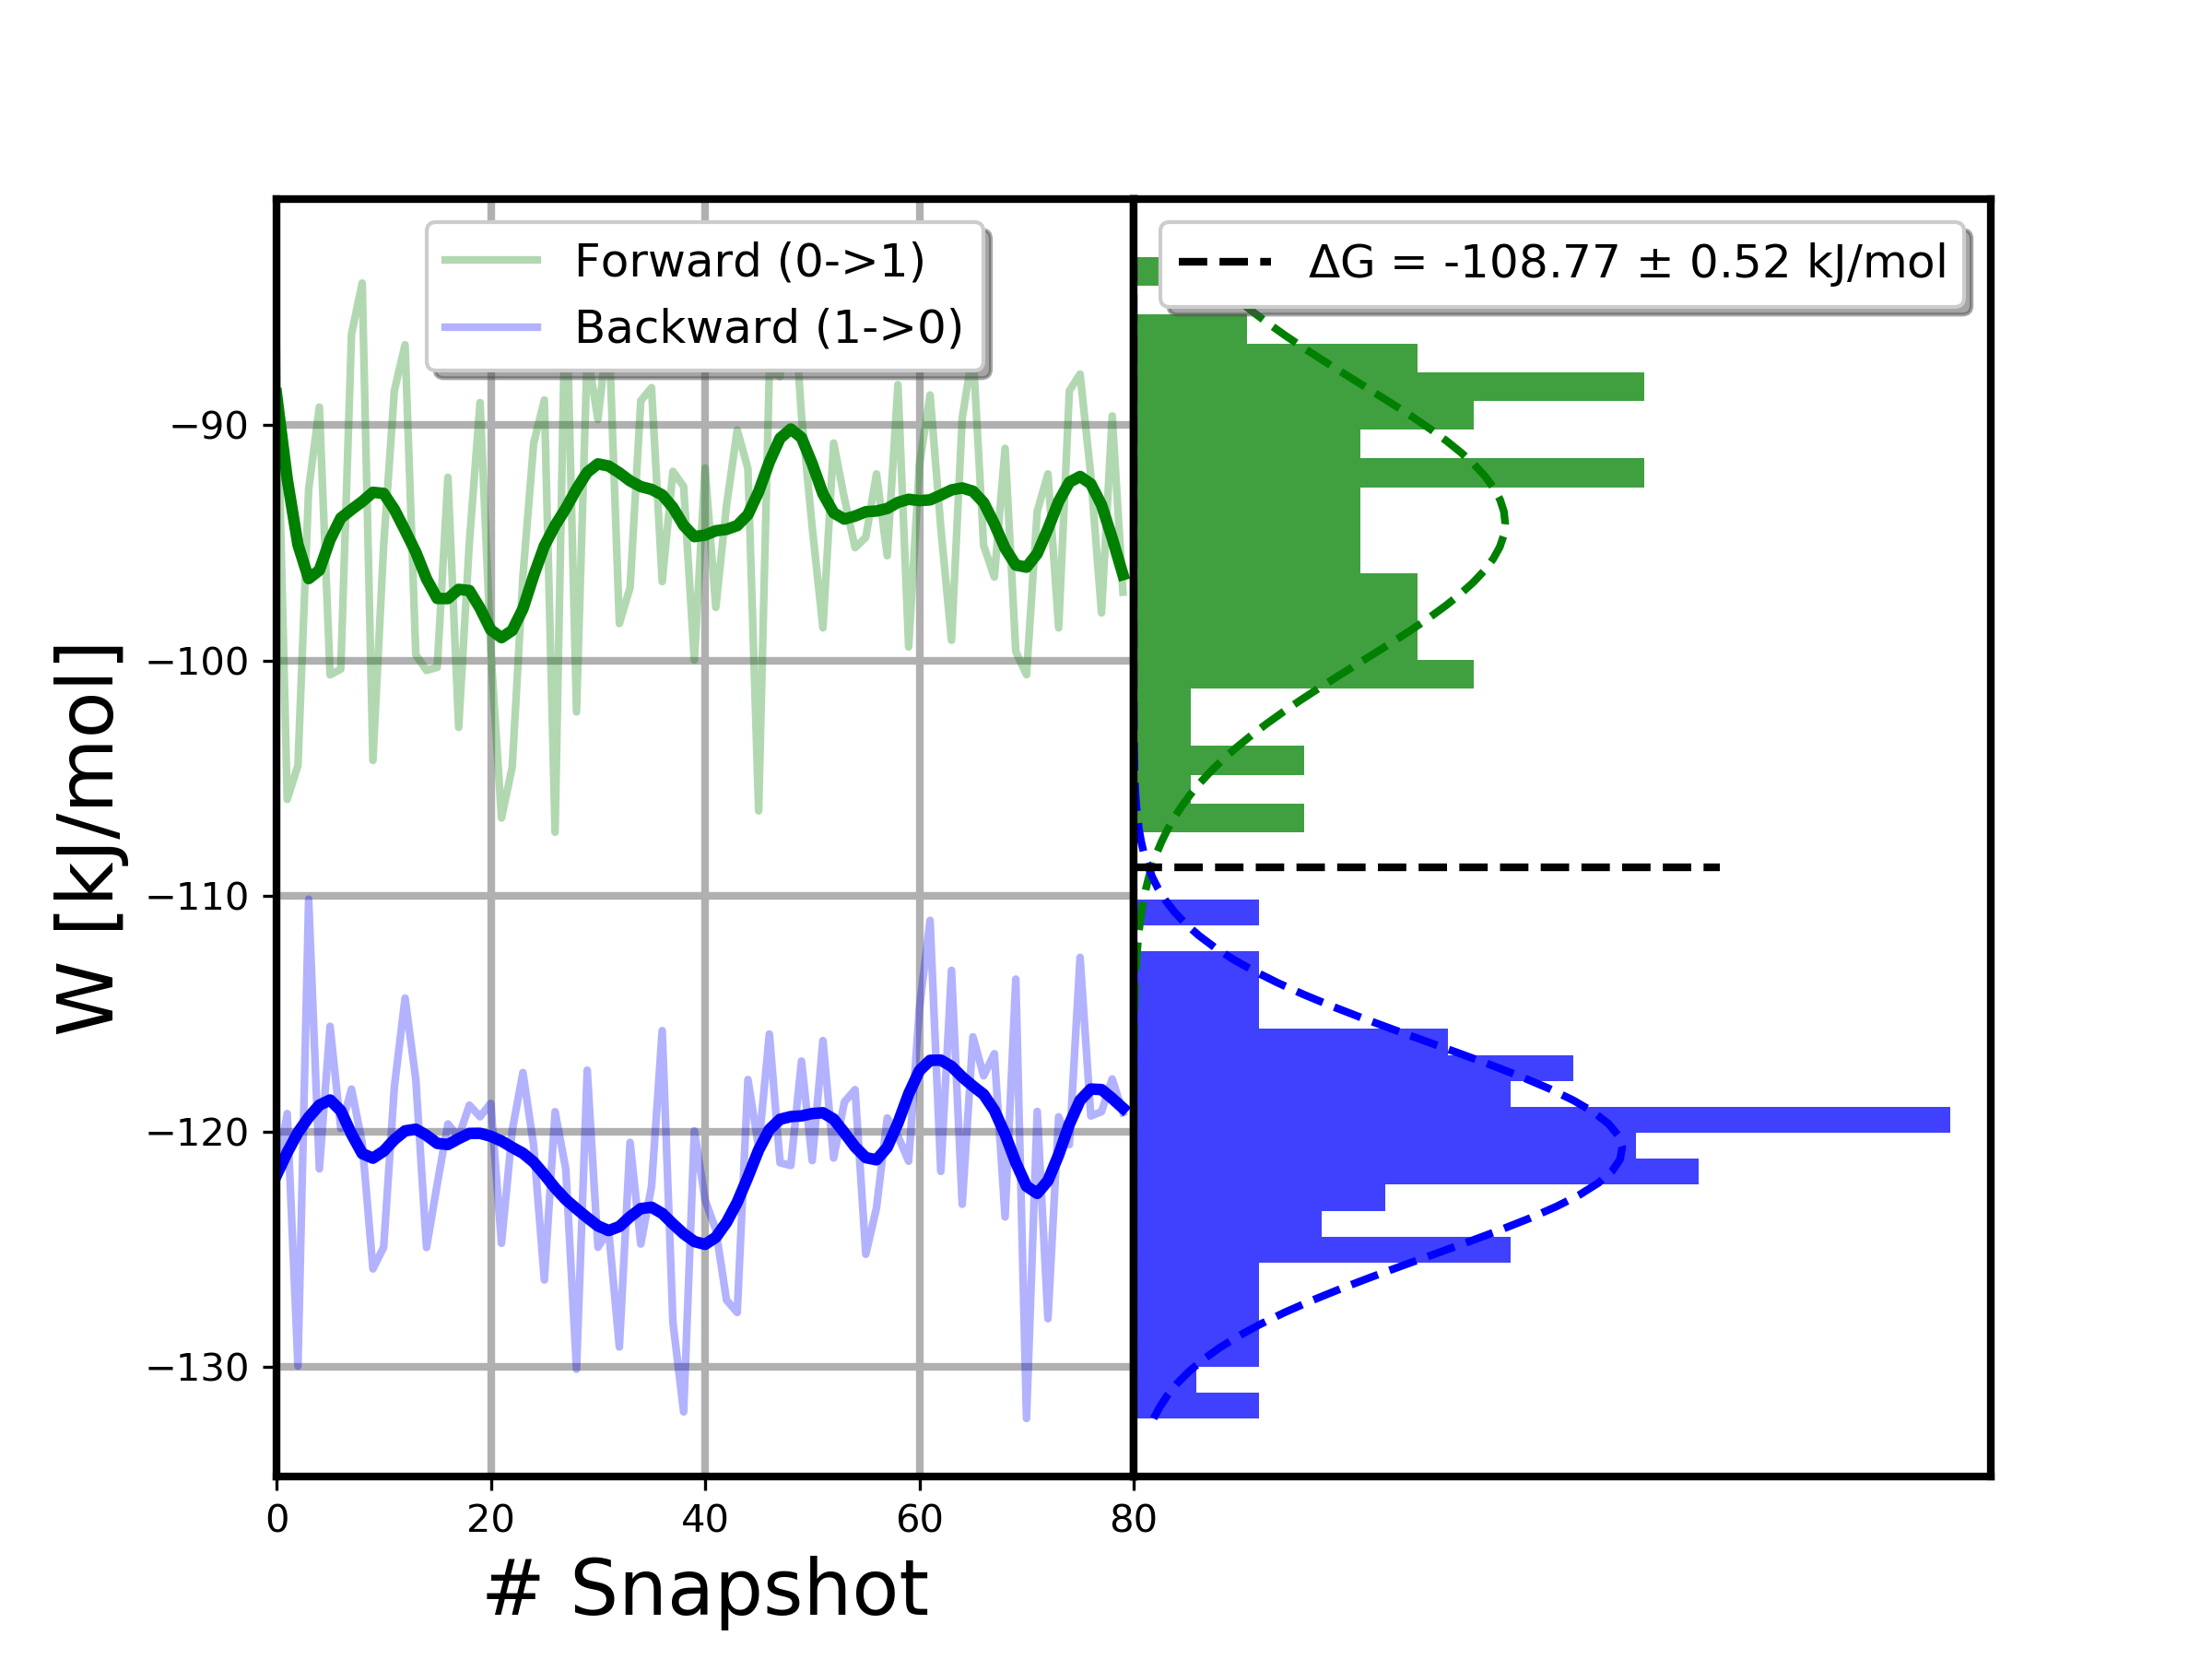 Forward (0->1)
Backward (1->0)
ΔG = -108.77 ± 0.52 kJ/mol
W [kJ/mol]
−90
−100
−110
−120
−130
0 20 40 60 80
# Snapshot